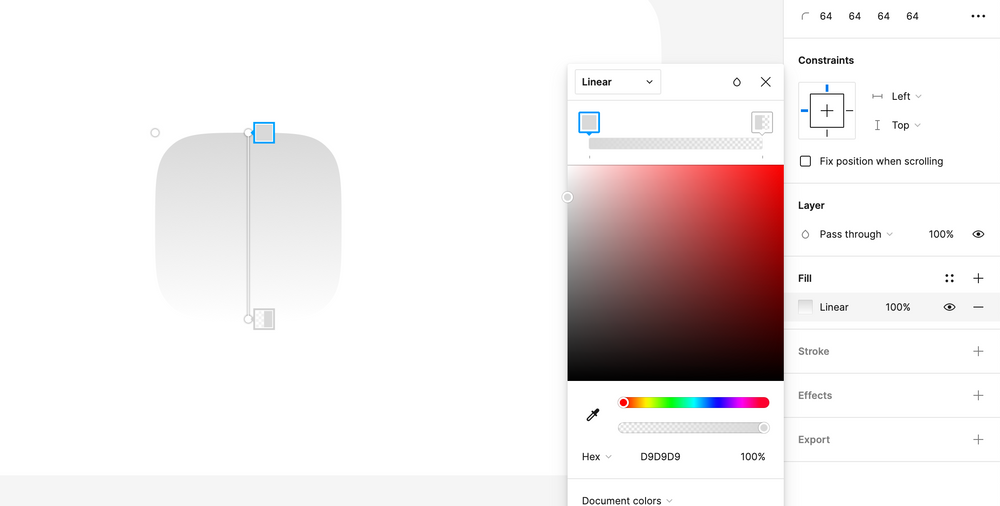 64 64 64 64
Constraints
Left
Top
Fix position when scrolling
Layer
Pass through 100%
Fill
Linear 100%
Stroke
Effects
Export
Linear
Hex D9D9D9 100%
Document colors